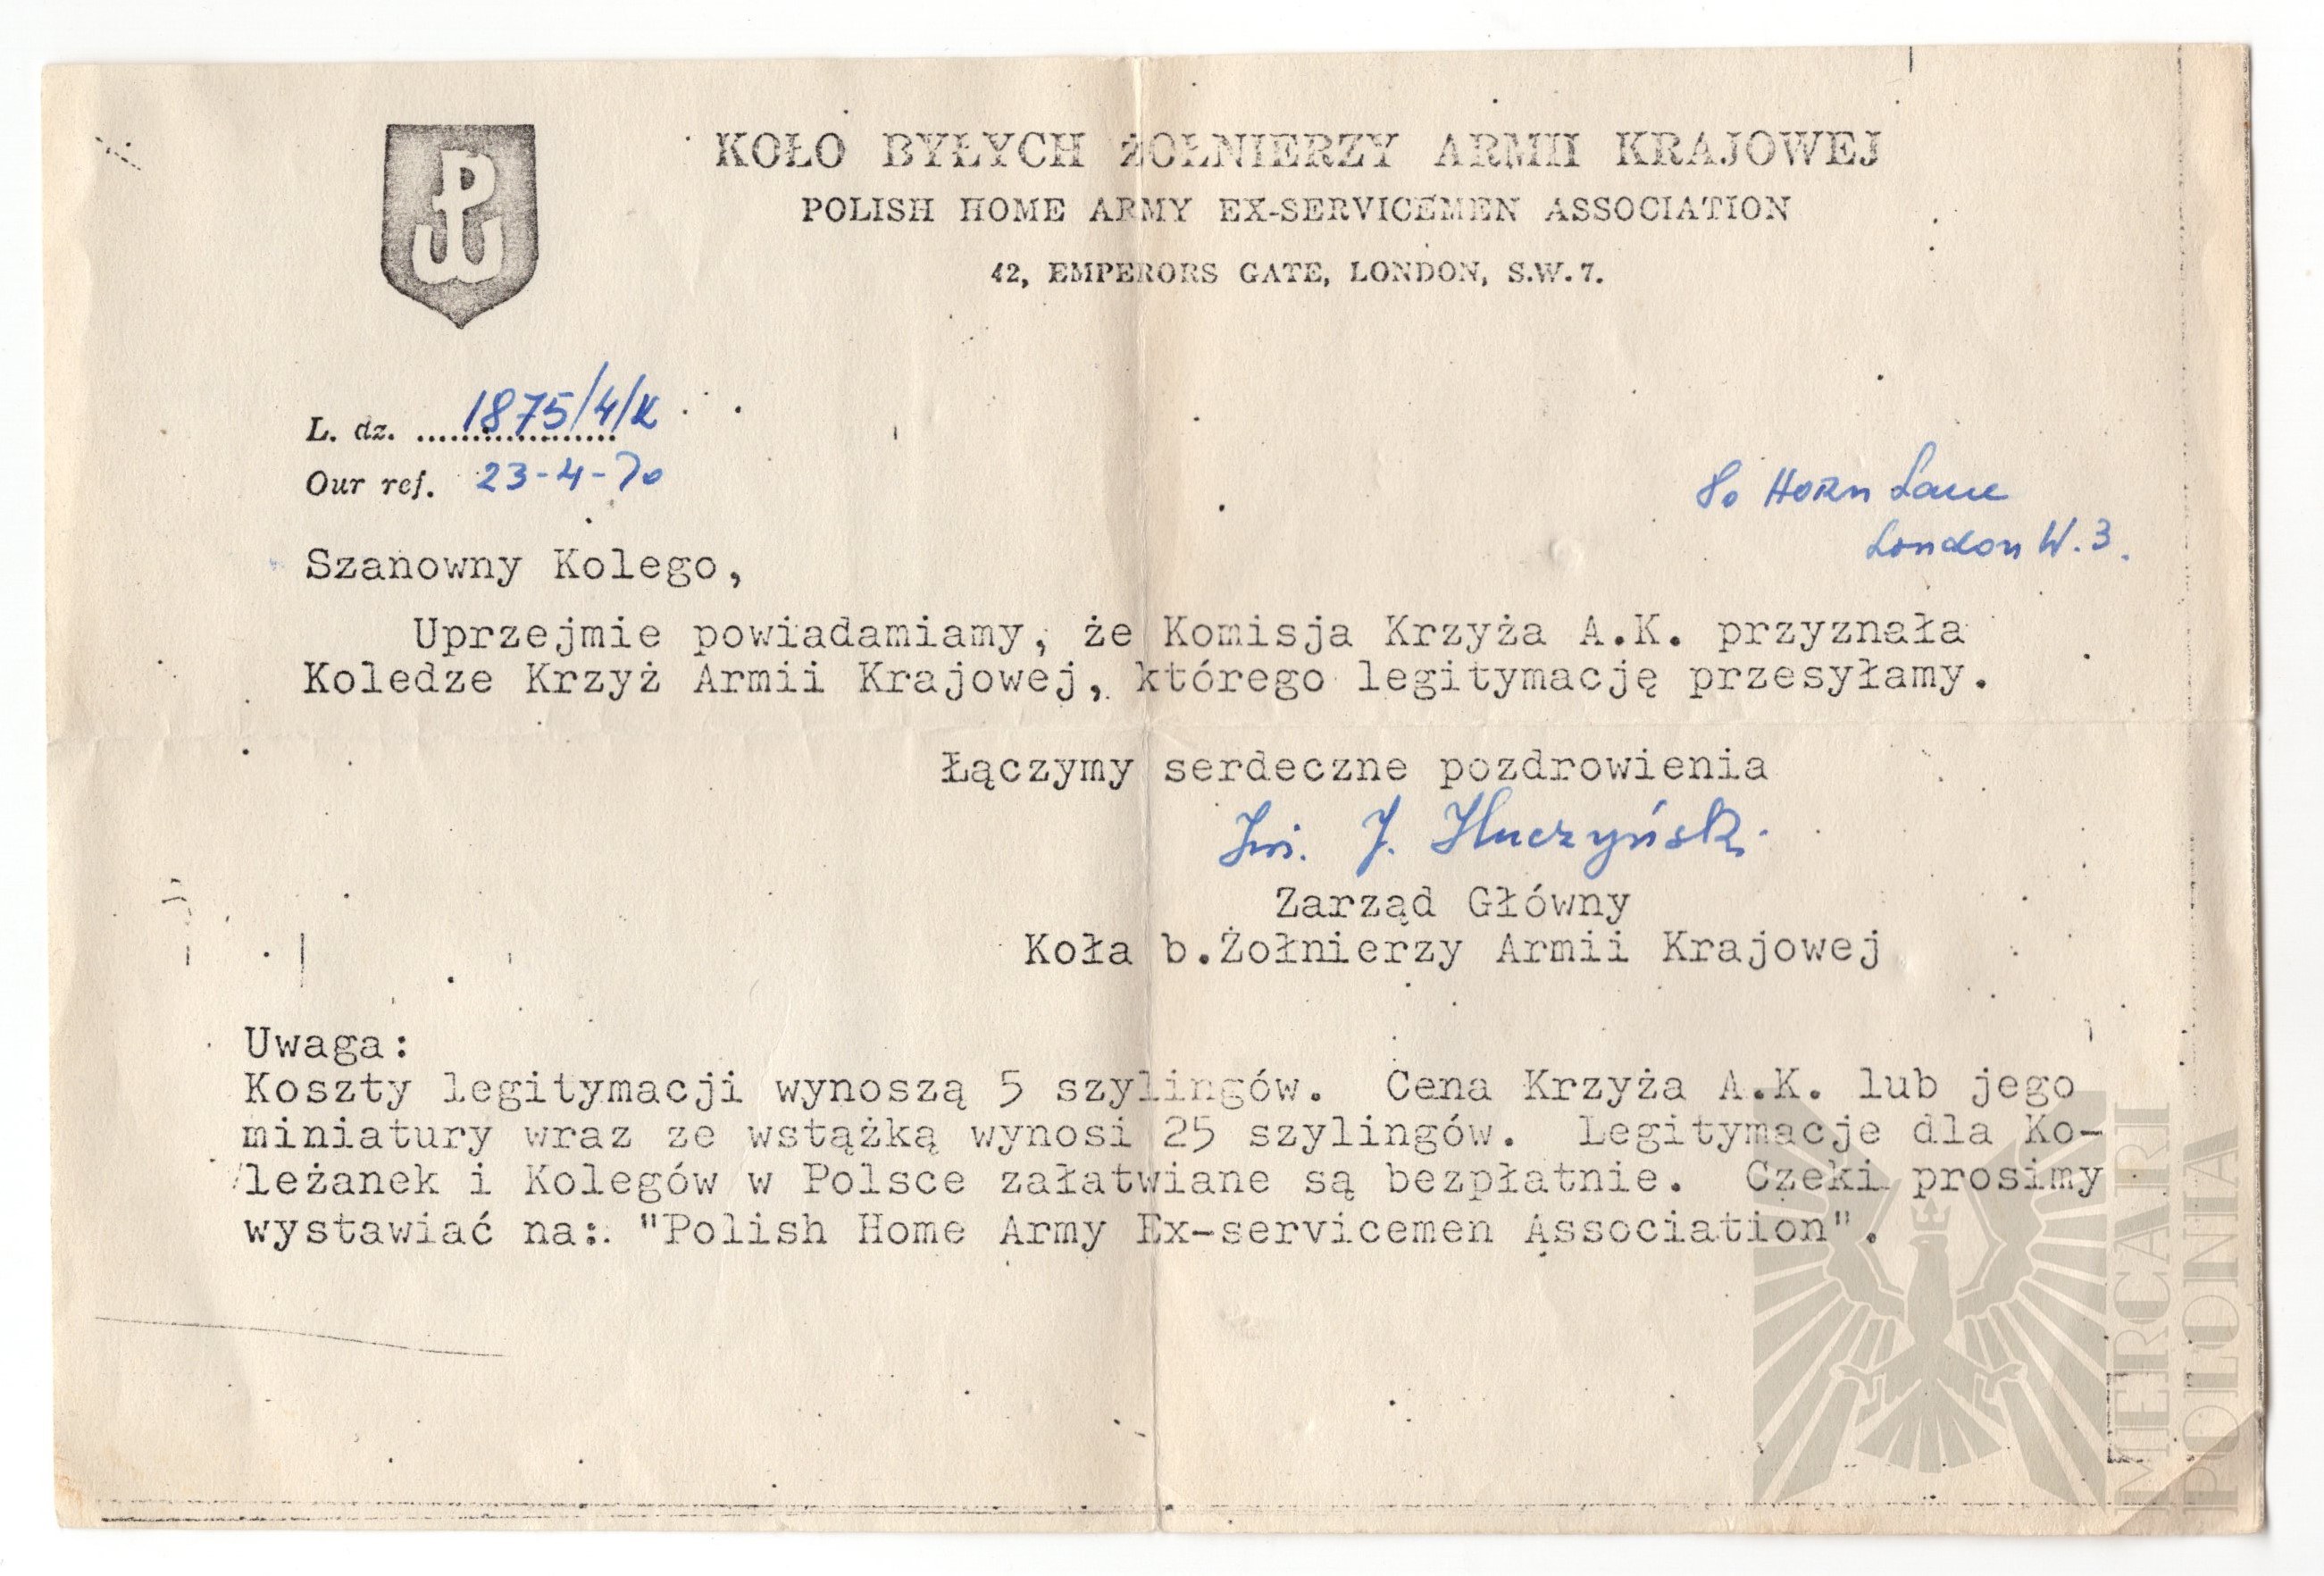 KOŁO BYŁYCH ŻOŁNIERZY ARMII KRAJOWEJ
POLISH HOME ARMY EX-SERVICEMEN ASSOCIATION
42, EMPERORS GATE, LONDON, S.W.7.
L. dz. 1875/4/K
Our ref. 23-4-70
80 HORN Lane
London W.3.
Szanowny Kolego,
Uprzejmie powiadamiamy, że Komisja Krzyża A.K. przyznała
Koledze Krzyż Armii Krajowej, którego legitymację przesyłamy.
Łączymy serdeczne pozdrowienia
J.
Zarząd Główny
Koła b.Żołnierzy Armii Krajowej
Uwaga:
Koszty legitymacji wynoszą 5 szylingów. Cena Krzyża A.K. lub jego
miniatury wraz ze wstążką wynosi 25 szylingów. Legitymacje dla Ko-
leżanek i Kolegów w Polsce załatwiane są bezpłatnie. Czeki prosimy
wystawiać na: "Polish Home Army Ex-servicemen Association".
MERCARI
POLONIA